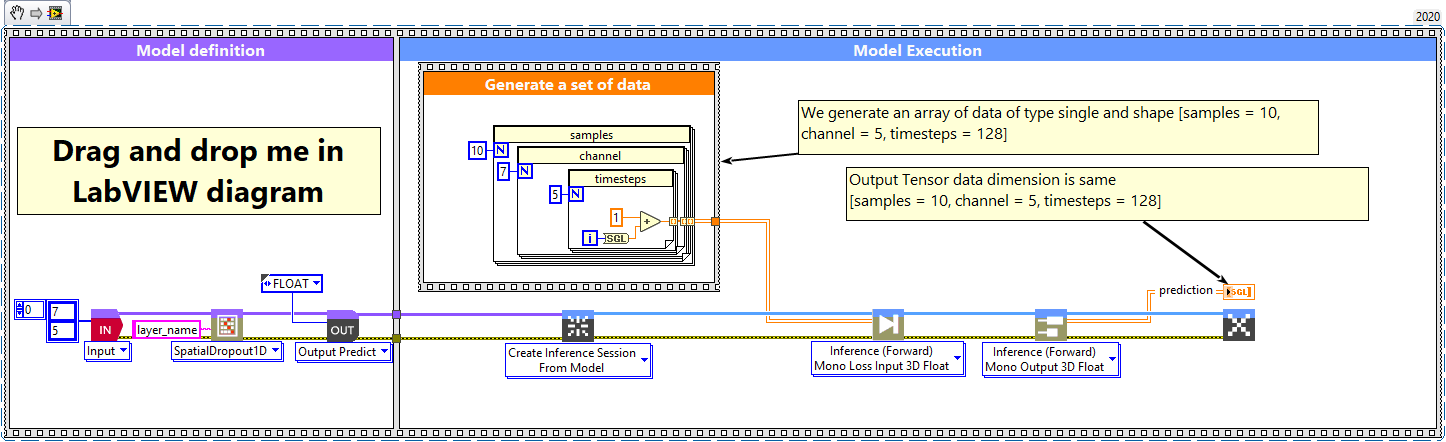 2020
Model definition
Model Execution
Generate a set of data
Drag and drop me in
LabVIEW diagram
samples
10
N
channel
7
N
timesteps
5
N
1
+
i
SGL
We generate an array of data of type single and shape [samples = 10,
channel = 5, timesteps = 128]
Output Tensor data dimension is same
[samples = 10, channel = 5, timesteps = 128]
FLOAT
0
7
5
IN
Input
layer_name
SpatialDropout1D
OUT
Output Predict
Create Inference Session
From Model
Inference (Forward)
Mono Loss Input 3D Float
Inference (Forward)
Mono Output 3D Float
prediction
SGL